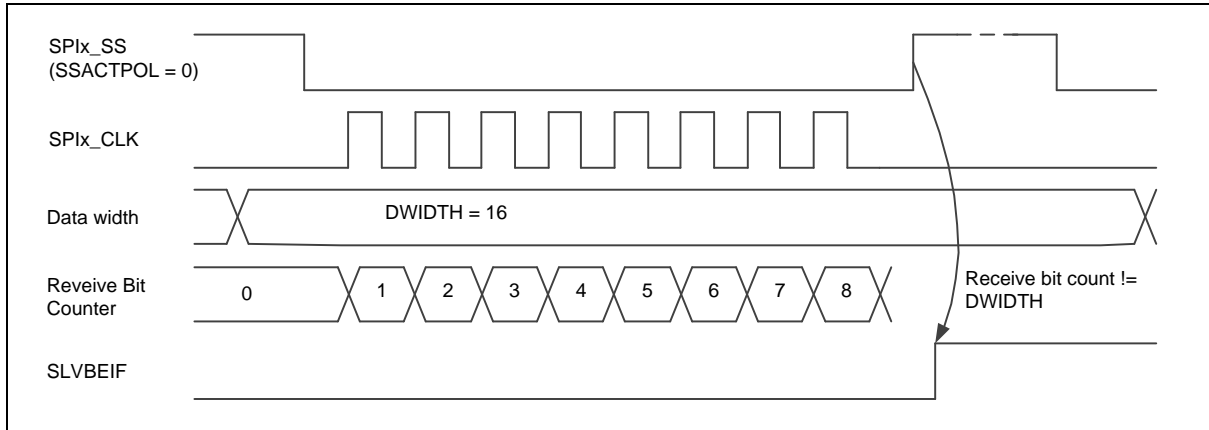 SPIx_SS
(SSACTPOL = 0)
SPIx_CLK
Data width
DWIDTH = 16
Reveive Bit
Counter
0
1
2
3
4
5
6
7
8
Receive bit count !=
DWIDTH
SLVBEIF